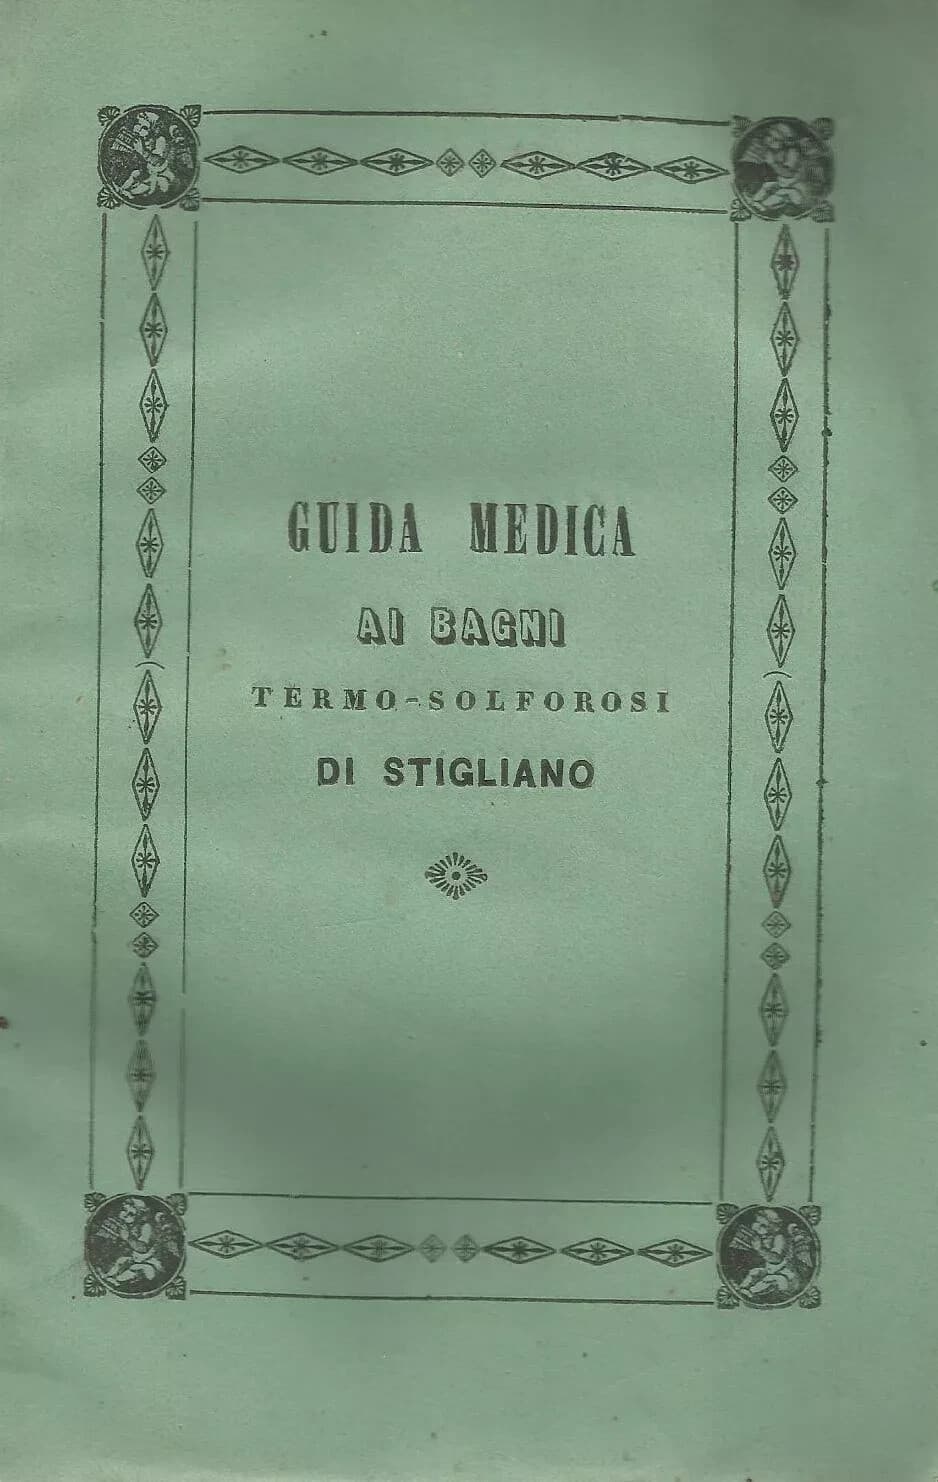 GUIDA MEDICA
AI BAGNI
TERMO-SOLFOROSI
DI STIGLIANO